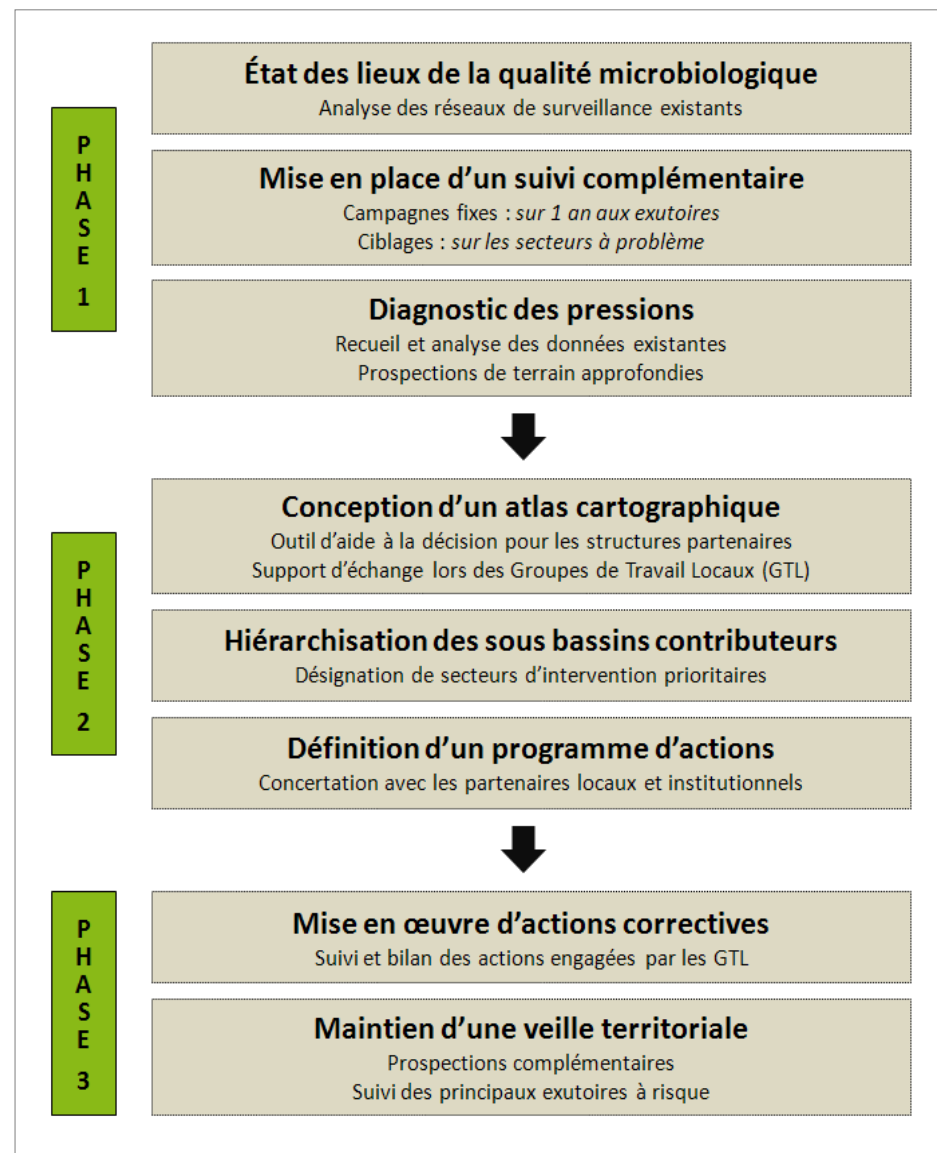 PHASE 1
État des lieux de la qualité microbiologique
Analyse des réseaux de surveillance existants
Mise en place d’un suivi complémentaire
Campagnes fixes : sur 1 an aux exutoires
Ciblages : sur les secteurs à problème
Diagnostic des pressions
Recueil et analyse des données existantes
Prospections de terrain approfondies
PHASE 2
Conception d’un atlas cartographique
Outil d’aide à la décision pour les structures partenaires
Support d’échange lors des Groupes de Travail Locaux (GTL)
Hiérarchisation des sous bassins contributeurs
Désignation de secteurs d’intervention prioritaires
Définition d’un programme d’actions
Concertation avec les partenaires locaux et institutionnels
PHASE 3
Mise en œuvre d’actions correctives
Suivi et bilan des actions engagées par les GTL
Maintien d’une veille territoriale
Prospections complémentaires
Suivi des principaux exutoires à risque